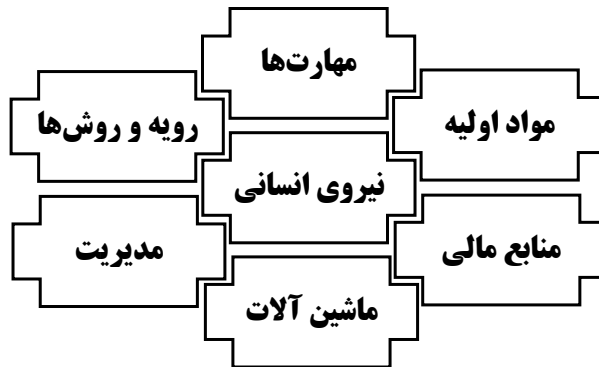 مهارت‌ها
مواد اولیه
رویه و روش‌ها
نیروی انسانی
منابع مالی
مدیریت
ماشین آلات